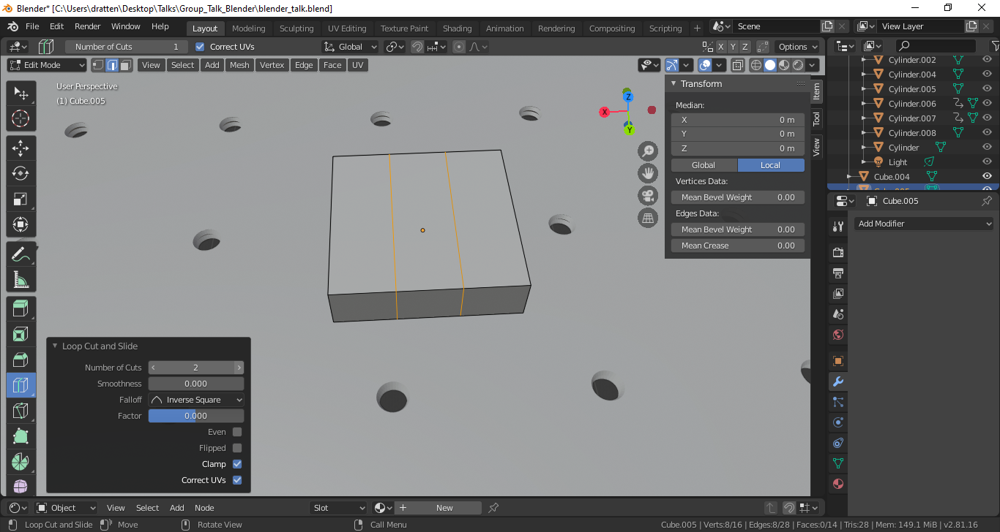 Blender* [C:\Users\dratten\Desktop\Talks\Group_Talk_Blender\blender_talk.blend]
File Edit Render Window Help Layout Modeling Sculpting UV Editing Texture Paint Shading Animation Rendering Compositing Scripting + Scene View Layer
Number of Cuts 1 Correct UVs Global X Y Z Options
Edit Mode View Select Add Mesh Vertex Edge Face UV
User Perspective
(1) Cube.005
X Z Y
Transform
Median:
X 0 m
Y 0 m
Z 0 m
Global Local
Vertices Data:
Mean Bevel Weight 0.00
Edges Data:
Mean Bevel Weight 0.00
Mean Crease 0.00
Item
Tool
View
Cylinder.002
Cylinder.004
Cylinder.005
Cylinder.006
Cylinder.007
Cylinder.008
Cylinder
Light
Cube.004
Cube.005
Cube.005
Add Modifier
Loop Cut and Slide
Number of Cuts 2
Smoothness 0.000
Falloff Inverse Square
Factor 0.000
Even
Flipped
Clamp
Correct UVs
Object View Select Add Node Slot + New
Loop Cut and Slide Move Rotate View Call Menu Cube.005 | Verts:8/16 | Edges:8/28 | Faces:0/14 | Tris:28 | Mem: 149.1 MiB | v2.81.16